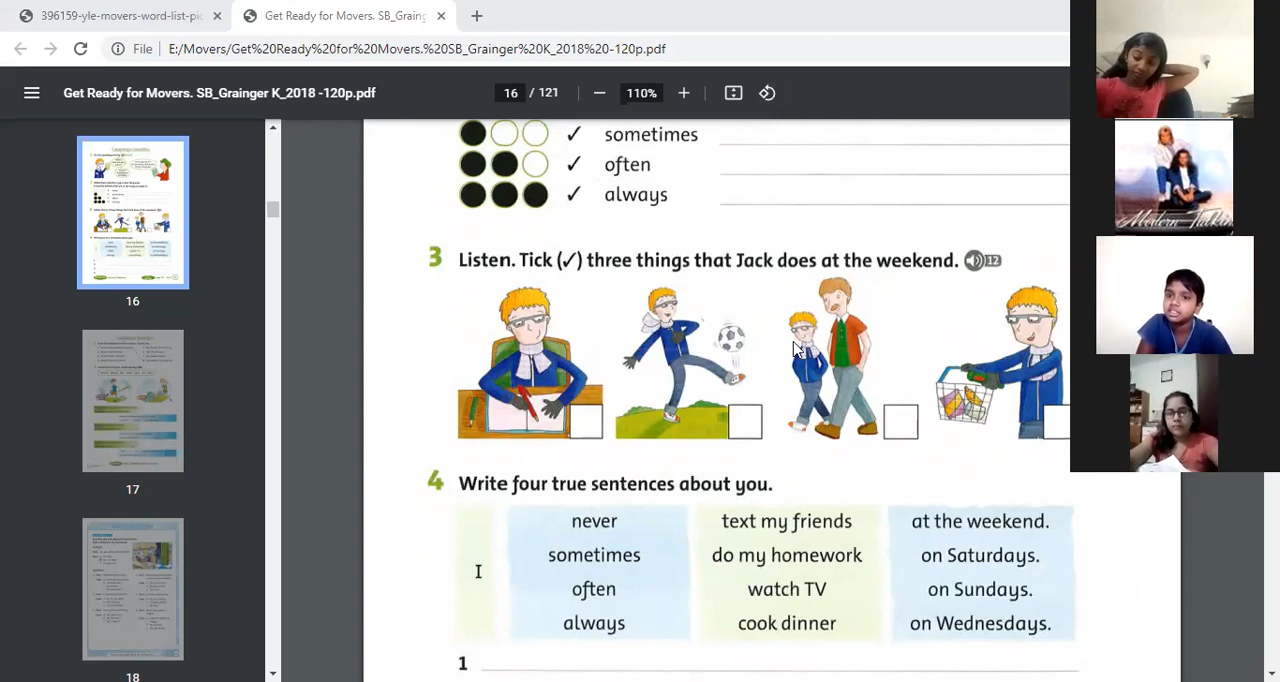 396159-yle-movers-word-list-pic
Get Ready for Movers. SB_Graing
File
E:/Movers/Get%20Ready%20for%20Movers.%20SB_Grainger%20K_2018%20-120p.pdf
Get Ready for Movers. SB_Grainger K_2018 -120p.pdf
16 / 121
110%
16
17
18
✓ sometimes
✓ often
✓ always
3 Listen. Tick (✓) three things that Jack does at the weekend. 12
4 Write four true sentences about you.
never text my friends at the weekend.
sometimes do my homework on Saturdays.
I
often watch TV on Sundays.
always cook dinner on Wednesdays.
1
Modern Talkin